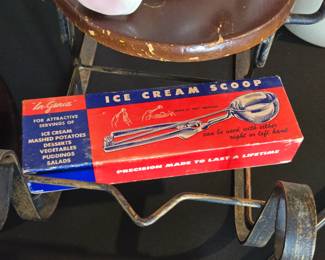 ICE CREAM SCOOP
FOR ATTRACTIVE
SERVINGS OF
ICE CREAM
MASHED POTATOES
DESSERTS
VEGETABLES
PUDDINGS
SALADS
can be used with either
right or left hand
PRECISION MADE TO LAST A LIFETIME